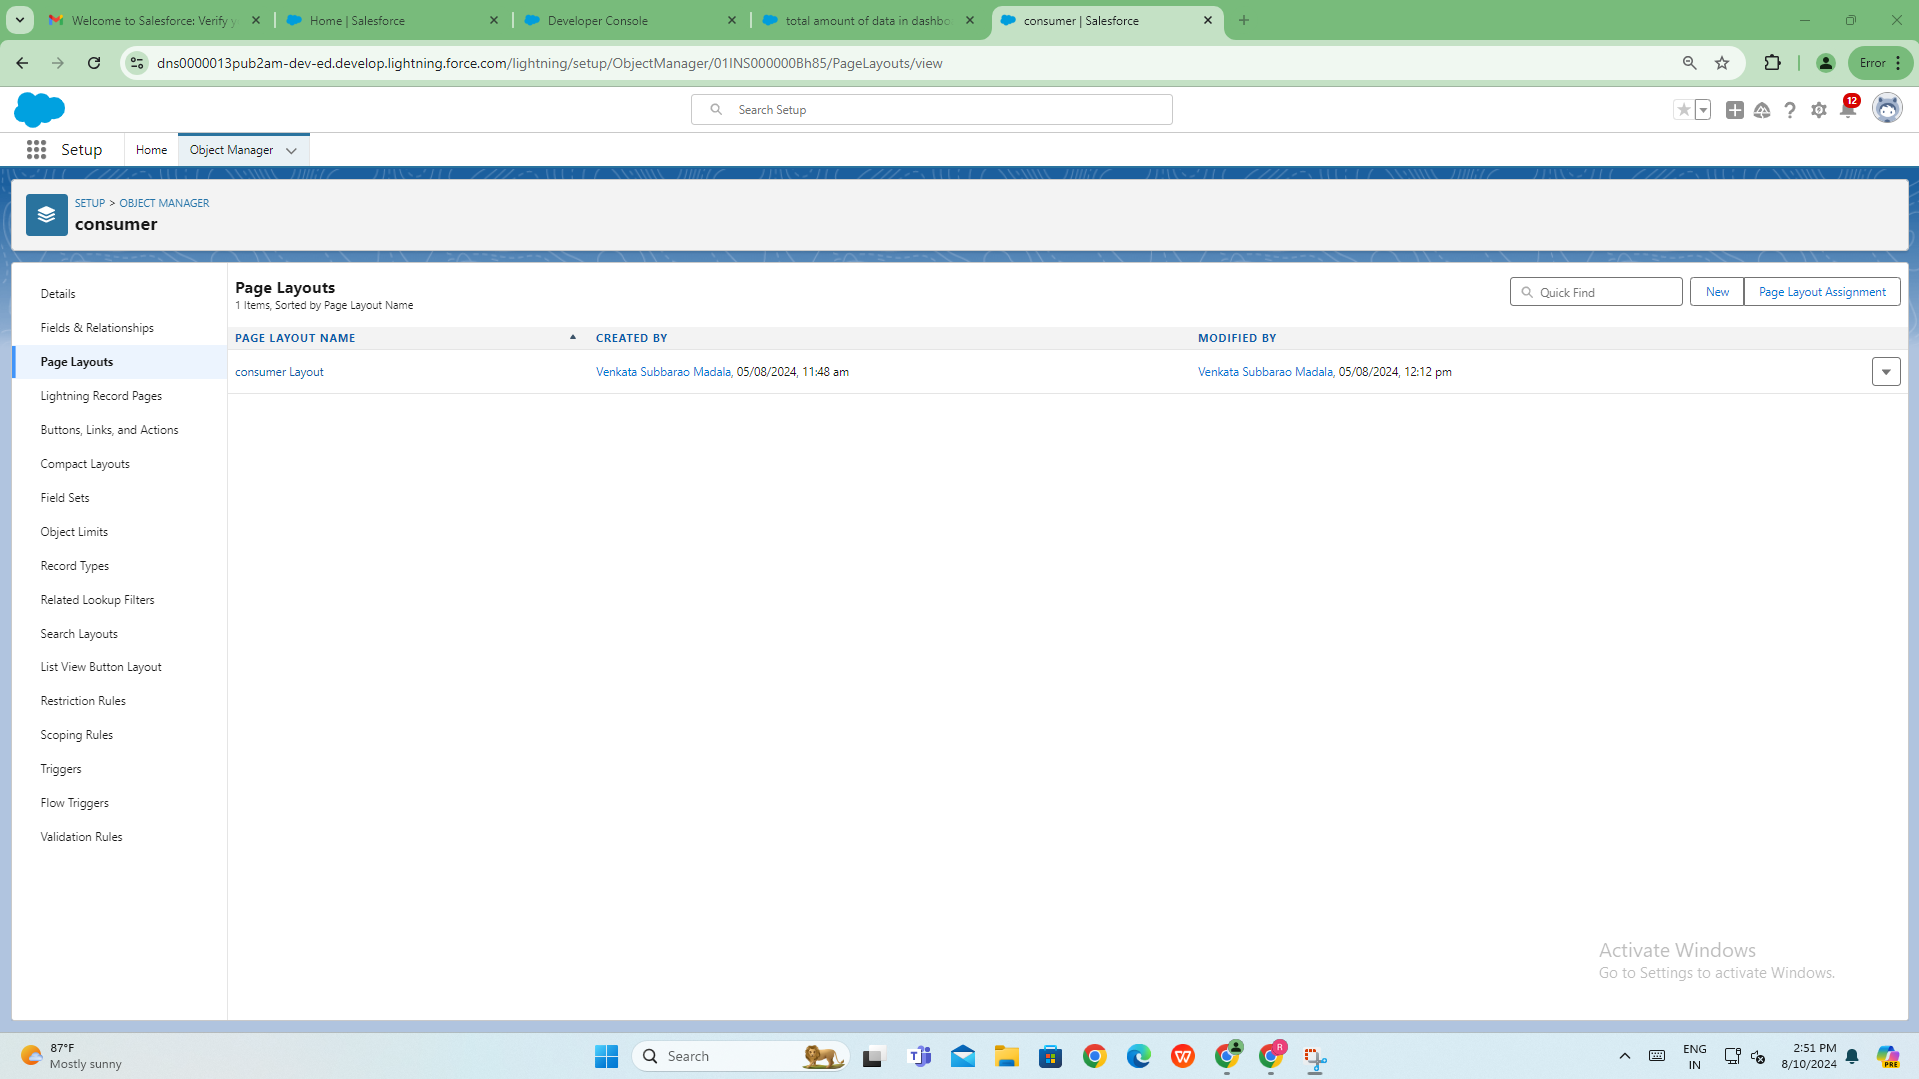 Welcome to Salesforce: Verify y
Home | Salesforce
Developer Console
total amount of data in dashbo
consumer | Salesforce
dns0000013pub2am-dev-ed.develop.lightning.force.com/lightning/setup/ObjectManager/01INS000000Bh85/PageLayouts/view
Error
Search Setup
12
Setup
Home
Object Manager
SETUP > OBJECT MANAGER
consumer
Details
Fields & Relationships
Page Layouts
Lightning Record Pages
Buttons, Links, and Actions
Compact Layouts
Field Sets
Object Limits
Record Types
Related Lookup Filters
Search Layouts
List View Button Layout
Restriction Rules
Scoping Rules
Triggers
Flow Triggers
Validation Rules
Page Layouts
1 Items, Sorted by Page Layout Name
Quick Find
New
Page Layout Assignment
PAGE LAYOUT NAME CREATED BY MODIFIED BY
consumer Layout Venkata Subbarao Madala, 05/08/2024, 11:48 am Venkata Subbarao Madala, 05/08/2024, 12:12 pm
Activate Windows
Go to Settings to activate Windows.
87°F
Mostly sunny
Search
R
ENG
IN
2:51 PM
8/10/2024
PRE